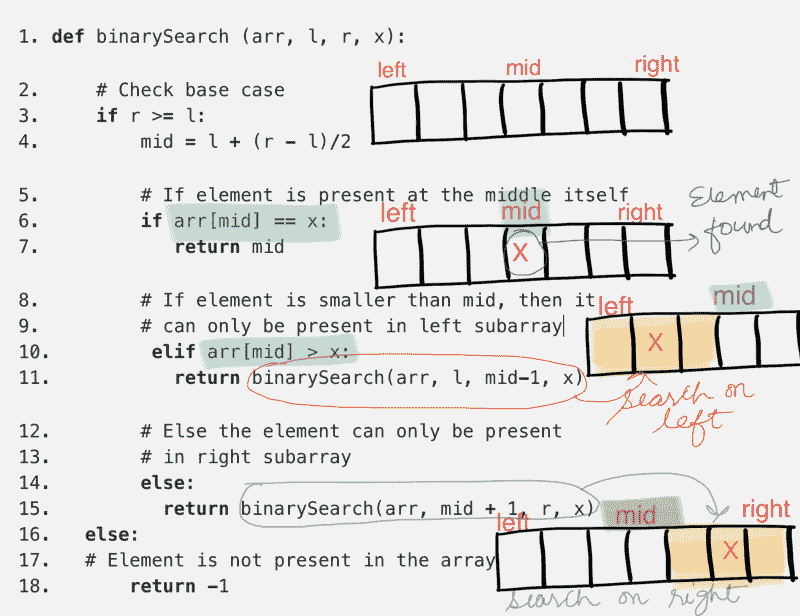 1. def binarySearch (arr, l, r, x):
left mid right
2. # Check base case
3. if r >= l:
4. mid = l + (r - l)/2
5. # If element is present at the middle itself
Element found
left mid right
6. if arr[mid] == x:
7. return mid
X
8. # If element is smaller than mid, then it
left mid
9. # can only be present in left subarray
10. elif arr[mid] > x:
X
11. return binarySearch(arr, l, mid-1, x)
search on
left
12. # Else the element can only be present
13. # in right subarray
14. else:
15. return binarySearch(arr, mid + 1, r, x)
left mid right
16. else:
17. # Element is not present in the array
X
18. return -1
search on right